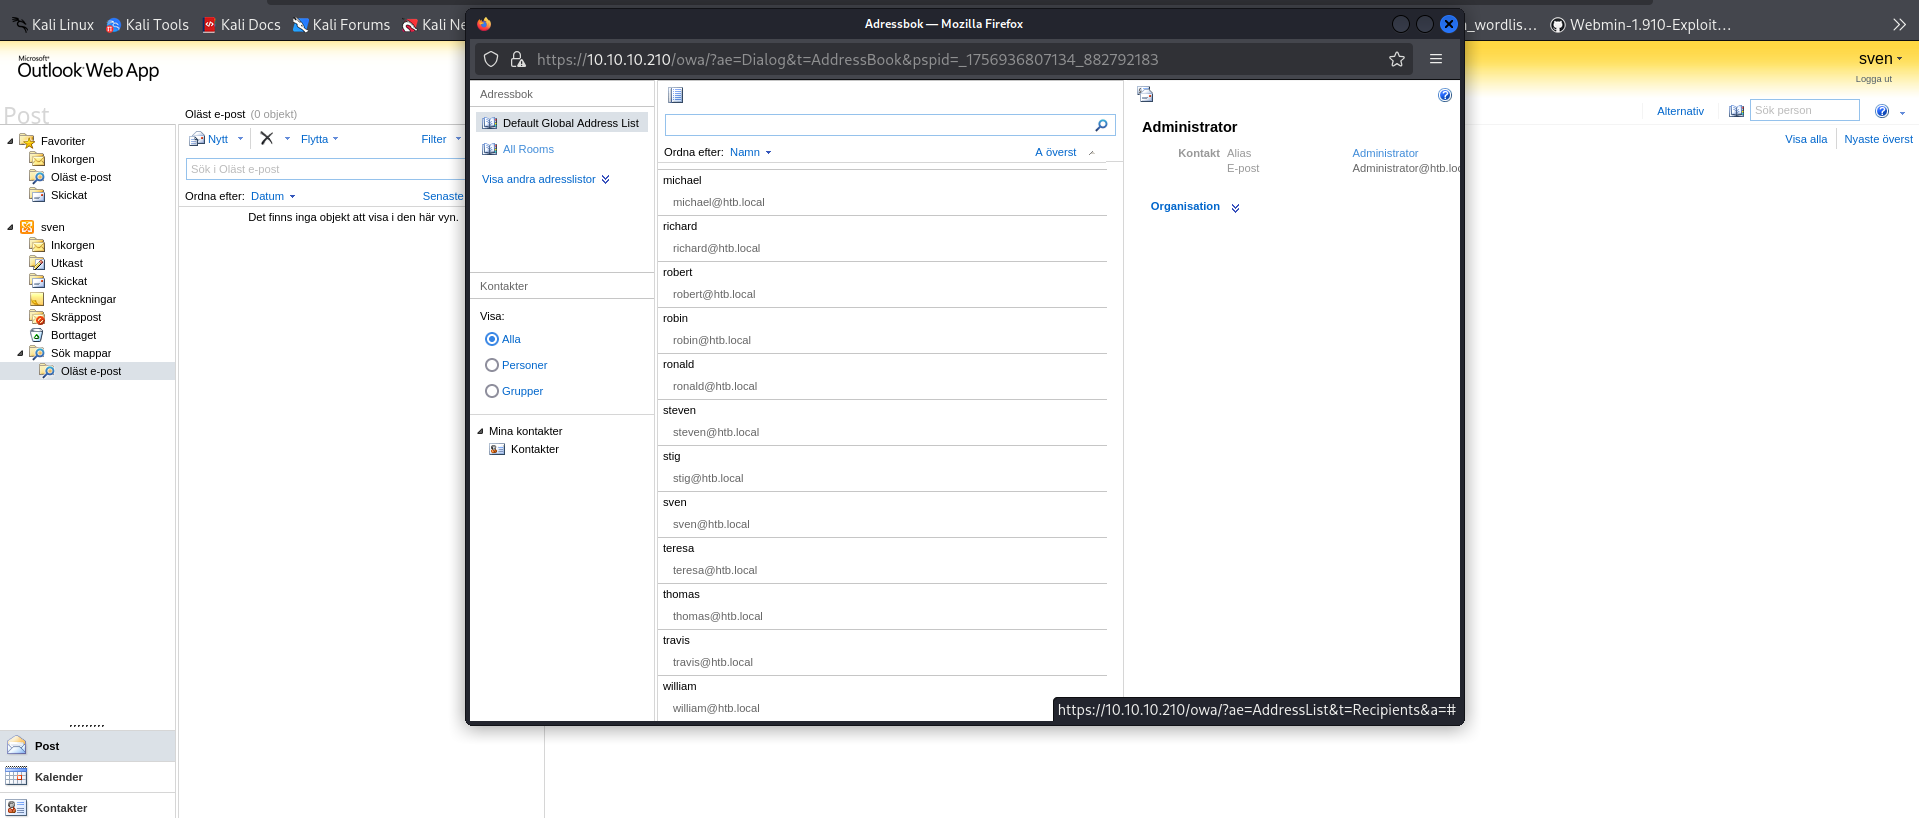 Kali Linux
Kali Tools
Kali Docs
Kali Forums
Kali Ne
Adressbok — Mozilla Firefox
_wordlis…
Webmin-1.910-Exploit…
https://10.10.10.210/owa/?ae=Dialog&t=AddressBook&pspid=_1756936807134_882792183
Microsoft®
Outlook Web App
sven
Logga ut
Post
Oläst e-post (0 objekt)
Alternativ
Sök person
Nytt
Flytta
Filter
Visa alla
Nyaste överst
Sök i Oläst e-post
Ordna efter: Datum
Senaste
Det finns inga objekt att visa i den här vyn.
Favoriter
Inkorgen
Oläst e-post
Skickat
sven
Inkorgen
Utkast
Skickat
Anteckningar
Skräppost
Borttaget
Sök mappar
Oläst e-post
Post
Kalender
Kontakter
Adressbok
Default Global Address List
All Rooms
Visa andra adresslistor
Kontakter
Visa:
Alla
Personer
Grupper
Mina kontakter
Kontakter
Ordna efter: Namn
A överst
michael
michael@htb.local
richard
richard@htb.local
robert
robert@htb.local
robin
robin@htb.local
ronald
ronald@htb.local
steven
steven@htb.local
stig
stig@htb.local
sven
sven@htb.local
teresa
teresa@htb.local
thomas
thomas@htb.local
travis
travis@htb.local
william
william@htb.local
Administrator
Kontakt Alias Administrator
E-post Administrator@htb.loc
Organisation
https://10.10.10.210/owa/?ae=AddressList&t=Recipients&a=#